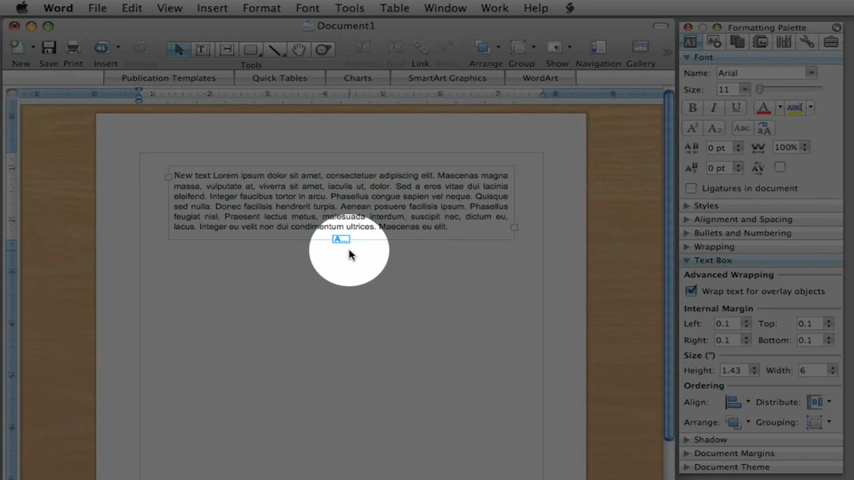 Word File Edit View Insert Format Font Tools Table Window Work Help
Document1
Formatting Palette
New Save Print Insert Tools Link Arrange Group Show Navigation Gallery
Publication Templates Quick Tables Charts SmartArt Graphics WordArt
Font
Name: Arial
Size: 11
B I U A ABC
A² A₂ Abc aA
AB 0 pt 100%
0 pt AV
Ligatures in document
Styles
Alignment and Spacing
Bullets and Numbering
Wrapping
Text Box
Advanced Wrapping
Wrap text for overlay objects
Internal Margin
Left: 0.1 Top: 0.1
Right: 0.1 Bottom: 0.1
Size (")
Height: 1.43 Width: 6
Ordering
Align: Distribute:
Arrange: Grouping:
Shadow
Document Margins
Document Theme
New text Lorem ipsum dolor sit amet, consectetuer adipiscing elit. Maecenas magna
massa, vulputate at, viverra sit amet, iaculis ut, dolor. Sed a eros vitae dui lacinia
eleifend. Integer faucibus tortor in arcu. Phasellus congue sapien vel neque. Quisque
sed nulla. Donec facilisis hendrerit turpis. Aenean posuere facilisis ipsum. Phasellus
feugiat nisi. Praesent lectus metus, malesuada interdum, suscipit nec, dictum eu,
lacus. Integer eu velit non dui condimentum ultrices. Maecenas eu elit.
A...